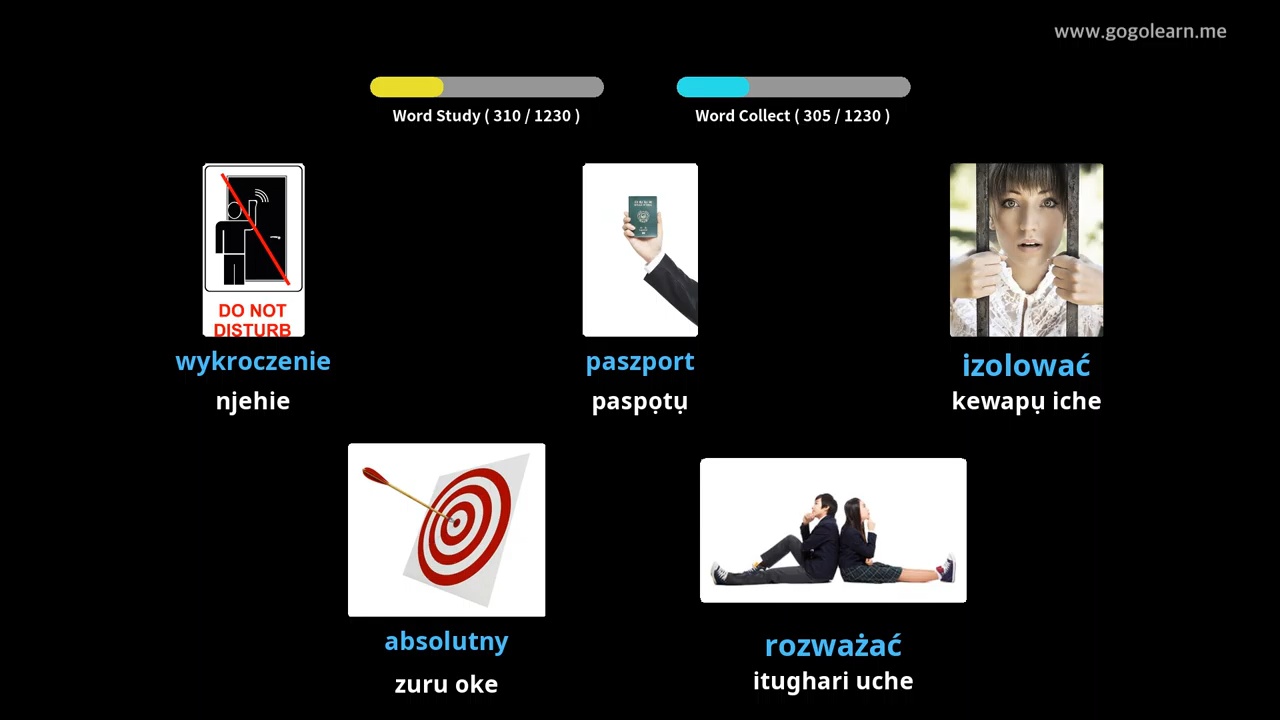 www.gogolearn.me
Word Study ( 310 / 1230 )
Word Collect ( 305 / 1230 )
DO NOT
DISTURB
wykroczenie
njehie
paszport
paspọtụ
izolować
kewapụ iche
absolutny
zuru oke
rozważać
itughari uche